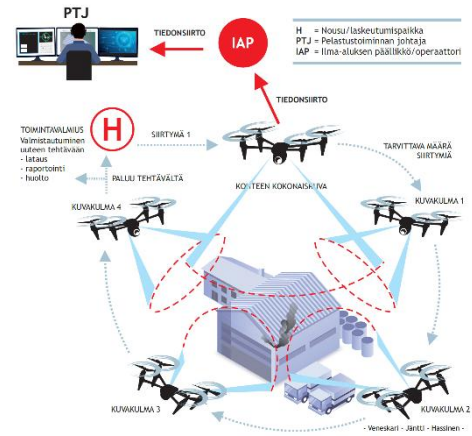 PTJ
TIEDONSIIRTO
IAP
H = Nousu/laskeutumispaikka
PTJ = Pelastustoiminnan johtaja
IAP = Ilma-aluksen päällikkö/operaattori
TIEDONSIIRTO
TOIMINTAVALMIUS
Valmistautuminen
uuteen tehtävään
- lataus
- raportointi
- huolto
H
SIIRTYMÄ 1
TARVITTAVA MÄÄRÄ
SIIRTYMIÄ
PALUU TEHTÄVÄLTÄ
KOHTEEN KOKONAISKUVA
KUVAKULMA 4
KUVAKULMA 1
KUVAKULMA 3
KUVAKULMA 2
- Veneskari - Jäntti - Hassinen -